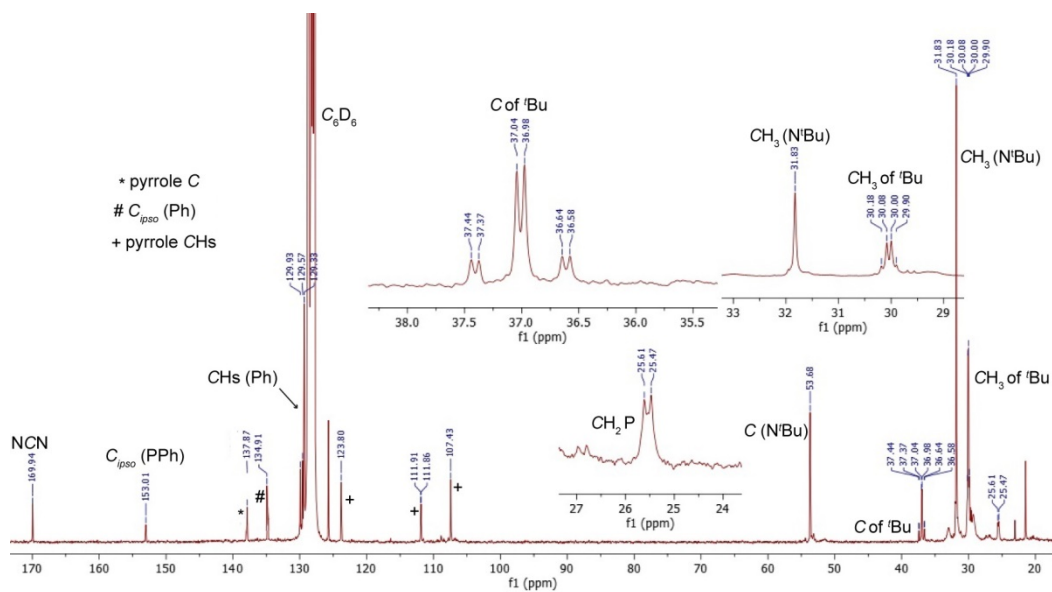 * pyrrole C
# Cipso (Ph)
+ pyrrole CHs
C6D6
129.93
129.57
129.33
CHs (Ph)
NCN
169.94
Cipso (PPh)
153.01
137.87
134.91
*
#
123.80
+
111.91
111.86
+
107.43
+
C of tBu
37.44
37.37
37.04
36.98
36.64
36.58
38.0 37.5 37.0 36.5 36.0 35.5
f1 (ppm)
CH3 (NtBu)
31.83
CH3 of tBu
30.18
30.08
30.00
29.90
33 32 31 30 29
f1 (ppm)
31.83
30.18
30.08
30.00
29.90
CH3 (NtBu)
CH3 of tBu
CH2P
25.61
25.47
27 26 25 24
f1 (ppm)
C (NtBu)
53.68
37.44
37.37
37.04
36.98
36.64
36.58
C of tBu
25.61
25.47
170 160 150 140 130 120 110 100 90 80 70 60 50 40 30 20
f1 (ppm)